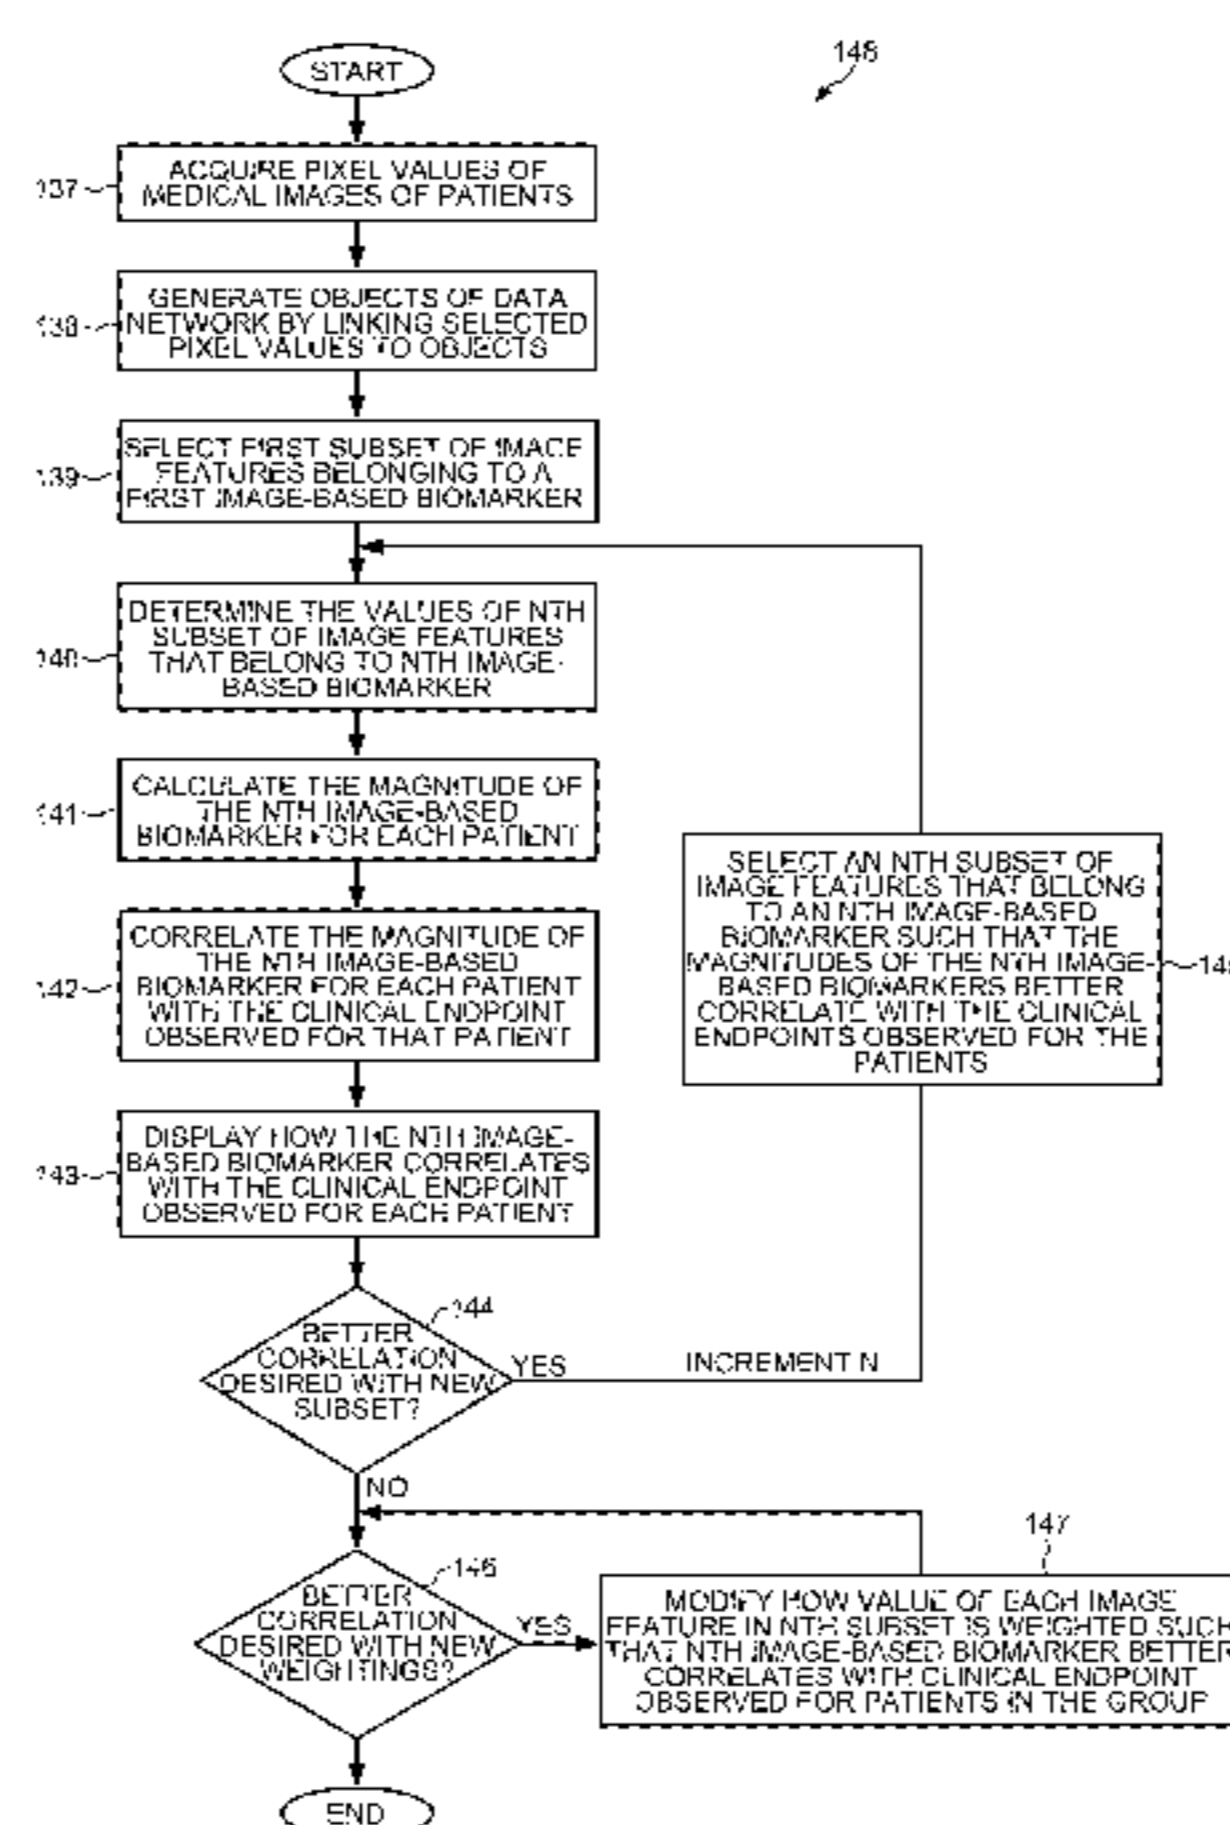 148
START
137
ACQUIRE PIXEL VALUES OF
MEDICAL IMAGES OF PATIENTS
138
GENERATE OBJECTS OF DATA
NETWORK BY LINKING SELECTED
PIXEL VALUES TO OBJECTS
139
SELECT FIRST SUBSET OF IMAGE
FEATURES BELONGING TO A
FIRST IMAGE-BASED BIOMARKER
140
DETERMINE THE VALUES OF NTH
SUBSET OF IMAGE FEATURES
THAT BELONG TO NTH IMAGE-
BASED BIOMARKER
141
CALCULATE THE MAGNITUDE OF
THE NTH IMAGE-BASED
BIOMARKER FOR EACH PATIENT
SELECT AN NTH SUBSET OF
IMAGE FEATURES THAT BELONG
TO AN NTH IMAGE-BASED
BIOMARKER SUCH THAT THE
MAGNITUDES OF THE NTH IMAGE-
BASED BIOMARKERS BETTER
CORRELATE WITH THE CLINICAL
ENDPOINTS OBSERVED FOR THE
PATIENTS
142
CORRELATE THE MAGNITUDE OF
THE NTH IMAGE-BASED
BIOMARKER FOR EACH PATIENT
WITH THE CLINICAL ENDPOINT
OBSERVED FOR THAT PATIENT
143
DISPLAY HOW THE NTH IMAGE-
BASED BIOMARKER CORRELATES
WITH THE CLINICAL ENDPOINT
OBSERVED FOR EACH PATIENT
144
BETTER
CORRELATION
DESIRED WITH NEW
SUBSET?
YES
INCREMENT N
NO
146
BETTER
CORRELATION
DESIRED WITH NEW
WEIGHTINGS?
YES
147
MODIFY HOW VALUE OF EACH IMAGE
FEATURE IN NTH SUBSET IS WEIGHTED SUCH
THAT NTH IMAGE-BASED BIOMARKER BETTER
CORRELATES WITH CLINICAL ENDPOINT
OBSERVED FOR PATIENTS IN THE GROUP
END